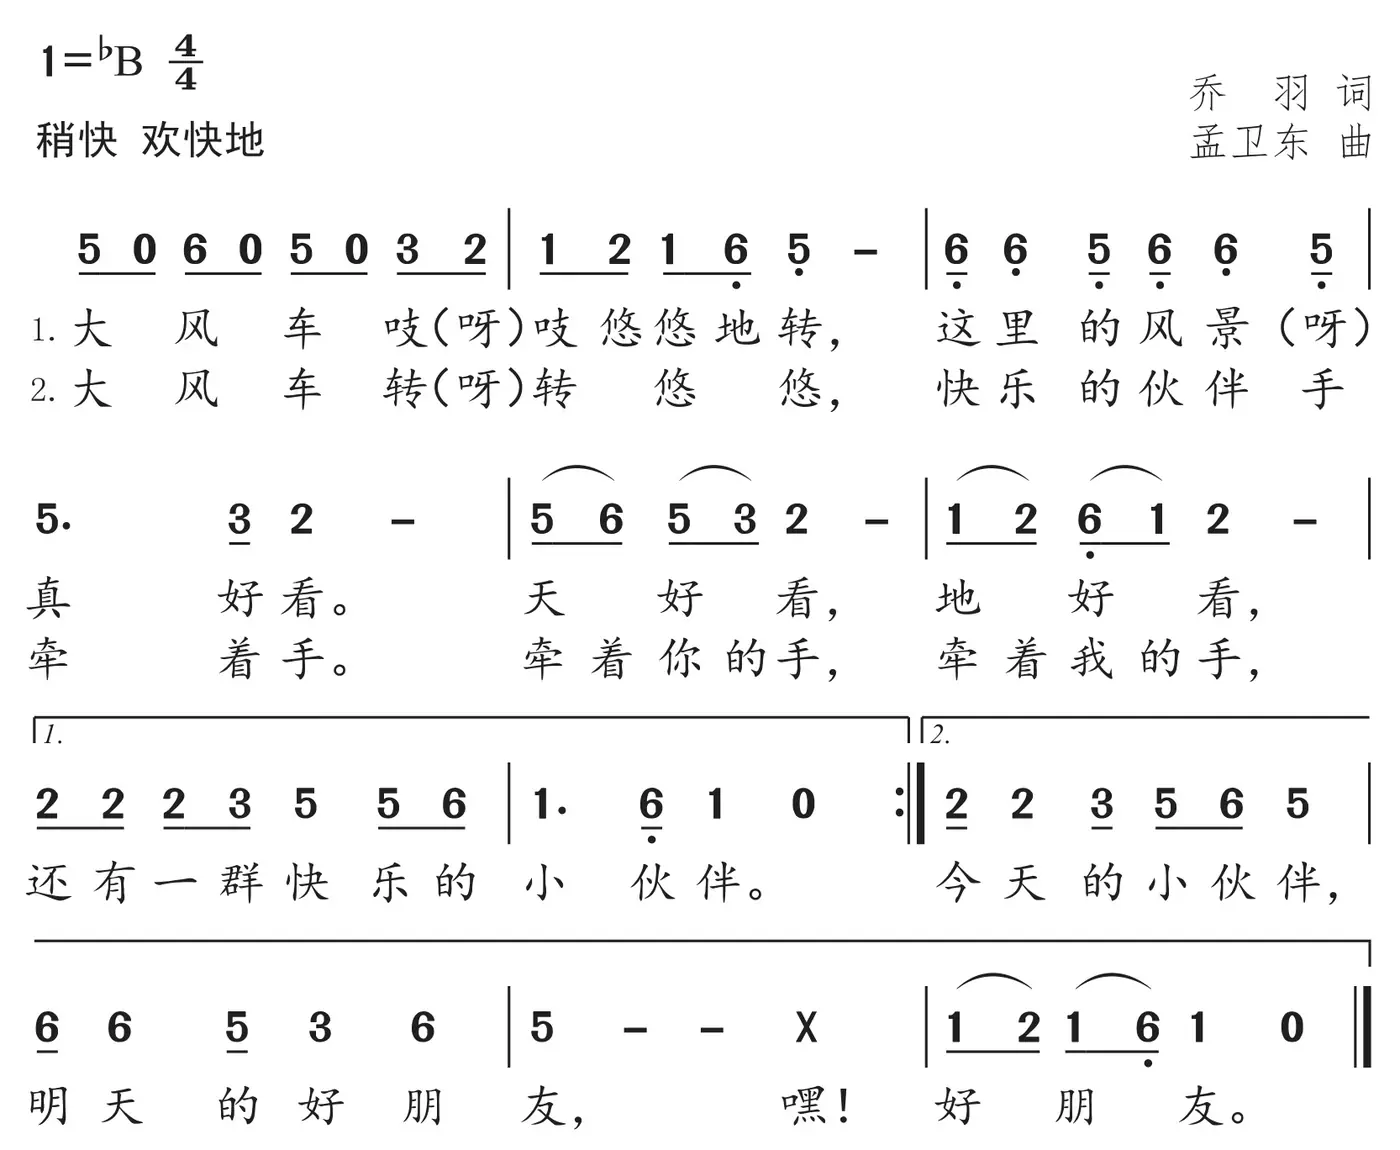 1=♭B 4/4
稍快 欢快地
乔 羽 词
孟卫东 曲
5 0 6 0 5 0 3 2 | 1 2 1 6̣ 5̣ – | 6̣ 6̣ 5̣ 6̣ 6̣ 5̣ |
1. 大 风 车 吱(呀)吱 悠 悠 地 转, 这 里 的 风 景 (呀)
2. 大 风 车 转(呀)转 悠 悠, 快 乐 的 伙 伴 手
5. 3 2 – | 5 6 5 3 2 – | 1 2 6̣ 1 2 – |
真 好 看。 天 好 看, 地 好 看,
牵 着 手。 牵 着 你 的 手, 牵 着 我 的 手,
1. 2.
2 2 2 3 5 5 6 | 1. 6̣ 1 0 :| 2 2 3 5 6 5 |
还 有 一 群 快 乐 的 小 伙 伴。 今 天 的 小 伙 伴,
6 6 5 3 6 | 5 – – X | 1 2 1 6̣ 1 0 ‖
明 天 的 好 朋 友, 嘿! 好 朋 友。